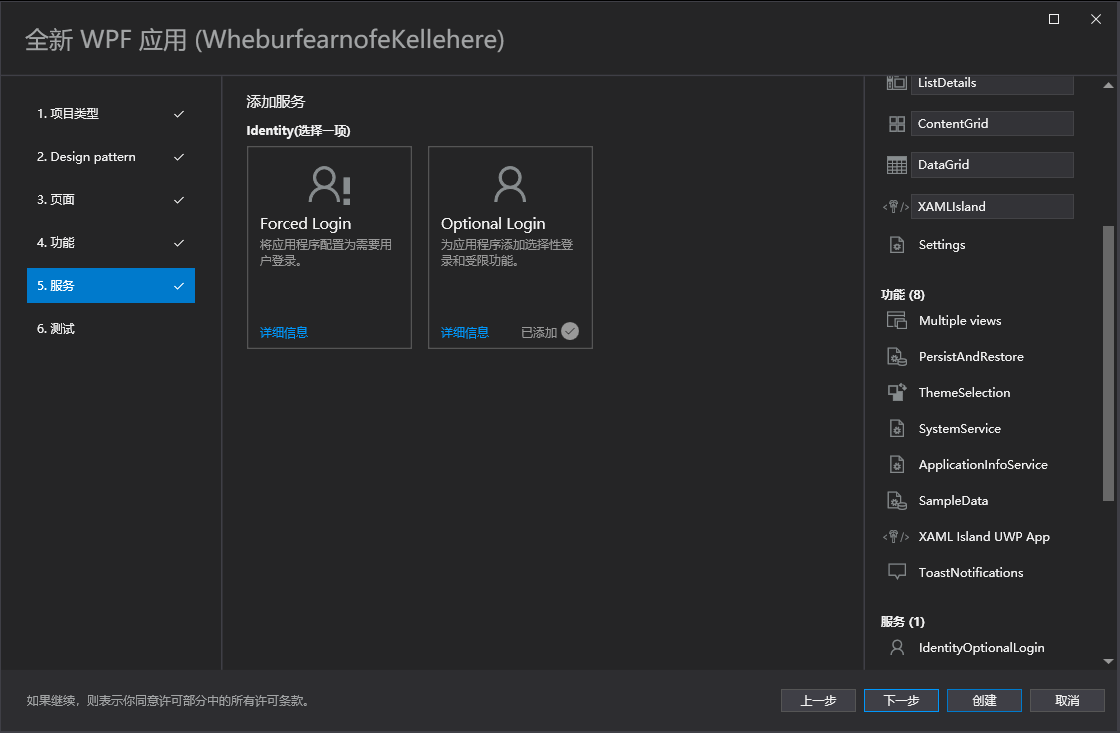 全新 WPF 应用 (WheburfearnofeKellehere)
1. 项目类型
2. Design pattern
3. 页面
4. 功能
5. 服务
6. 测试
添加服务
Identity(选择一项)
Forced Login
将应用程序配置为需要用
户登录。
详细信息
Optional Login
为应用程序添加选择性登
录和受限功能。
详细信息
已添加
ListDetails
ContentGrid
DataGrid
XAMLIsland
Settings
功能 (8)
Multiple views
PersistAndRestore
ThemeSelection
SystemService
ApplicationInfoService
SampleData
XAML Island UWP App
ToastNotifications
服务 (1)
IdentityOptionalLogin
如果继续，则表示你同意许可部分中的所有许可条款。
上一步
下一步
创建
取消